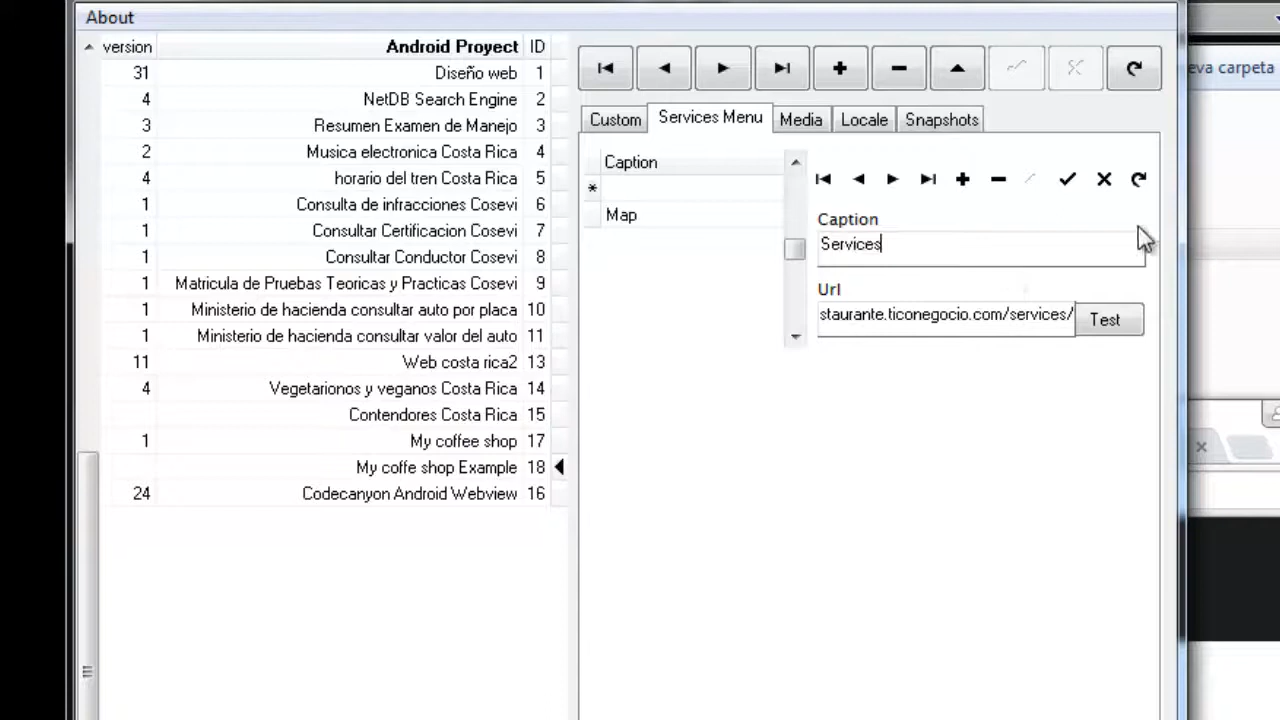 About
eva carpeta
version Android Proyect ID
31 Diseño web 1
4 NetDB Search Engine 2
3 Resumen Examen de Manejo 3
2 Musica electronica Costa Rica 4
4 horario del tren Costa Rica 5
1 Consulta de infracciones Cosevi 6
1 Consultar Certificacion Cosevi 7
1 Consultar Conductor Cosevi 8
1 Matricula de Pruebas Teoricas y Practicas Cosevi 9
1 Ministerio de hacienda consultar auto por placa 10
1 Ministerio de hacienda consultar valor del auto 11
11 Web costa rica2 13
4 Vegetarionos y veganos Costa Rica 14
Contendores Costa Rica 15
1 My coffee shop 17
My coffe shop Example 18
24 Codecanyon Android Webview 16
Custom Services Menu Media Locale Snapshots
Caption
*
Map
Caption
Services
Url
staurante.ticonegocio.com/services/ Test